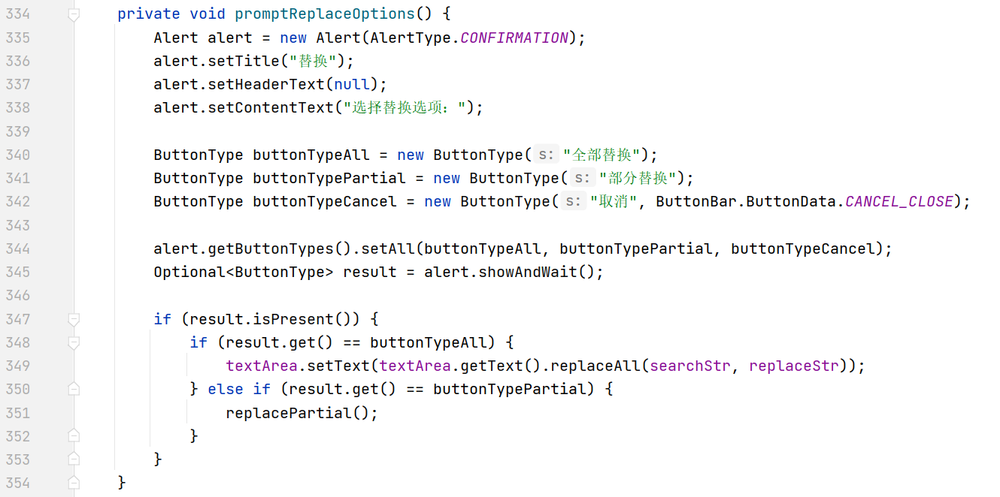 334 private void promptReplaceOptions() {
335 Alert alert = new Alert(AlertType.CONFIRMATION);
336 alert.setTitle("替换");
337 alert.setHeaderText(null);
338 alert.setContentText("选择替换选项：");
339
340 ButtonType buttonTypeAll = new ButtonType( s: "全部替换");
341 ButtonType buttonTypePartial = new ButtonType( s: "部分替换");
342 ButtonType buttonTypeCancel = new ButtonType( s: "取消", ButtonBar.ButtonData.CANCEL_CLOSE);
343
344 alert.getButtonTypes().setAll(buttonTypeAll, buttonTypePartial, buttonTypeCancel);
345 Optional<ButtonType> result = alert.showAndWait();
346
347 if (result.isPresent()) {
348 if (result.get() == buttonTypeAll) {
349 textArea.setText(textArea.getText().replaceAll(searchStr, replaceStr));
350 } else if (result.get() == buttonTypePartial) {
351 replacePartial();
352 }
353 }
354 }